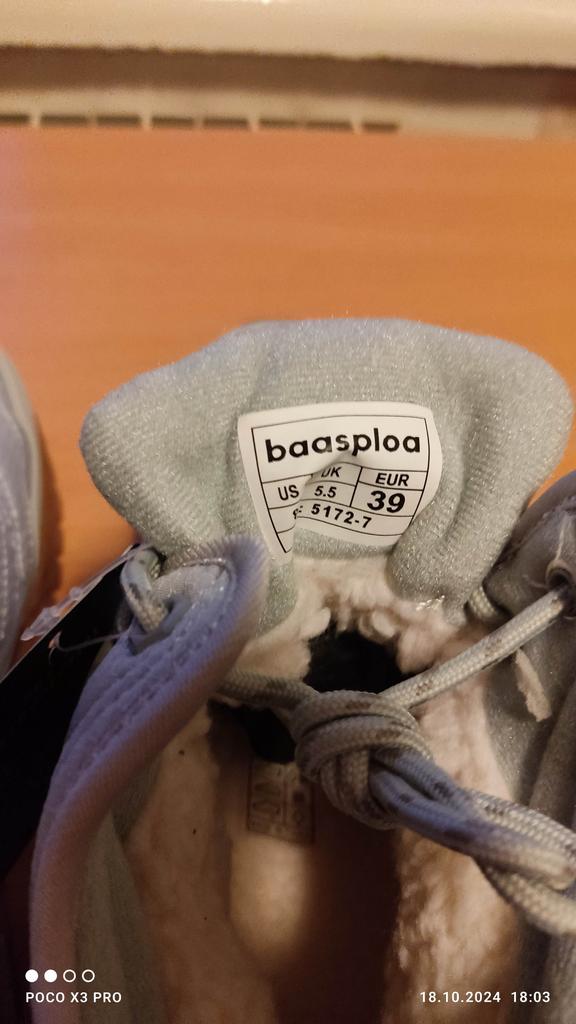 baasploa
US
UK
5.5
EUR
39
5172-7
POCO X3 PRO
18.10.2024 18:03